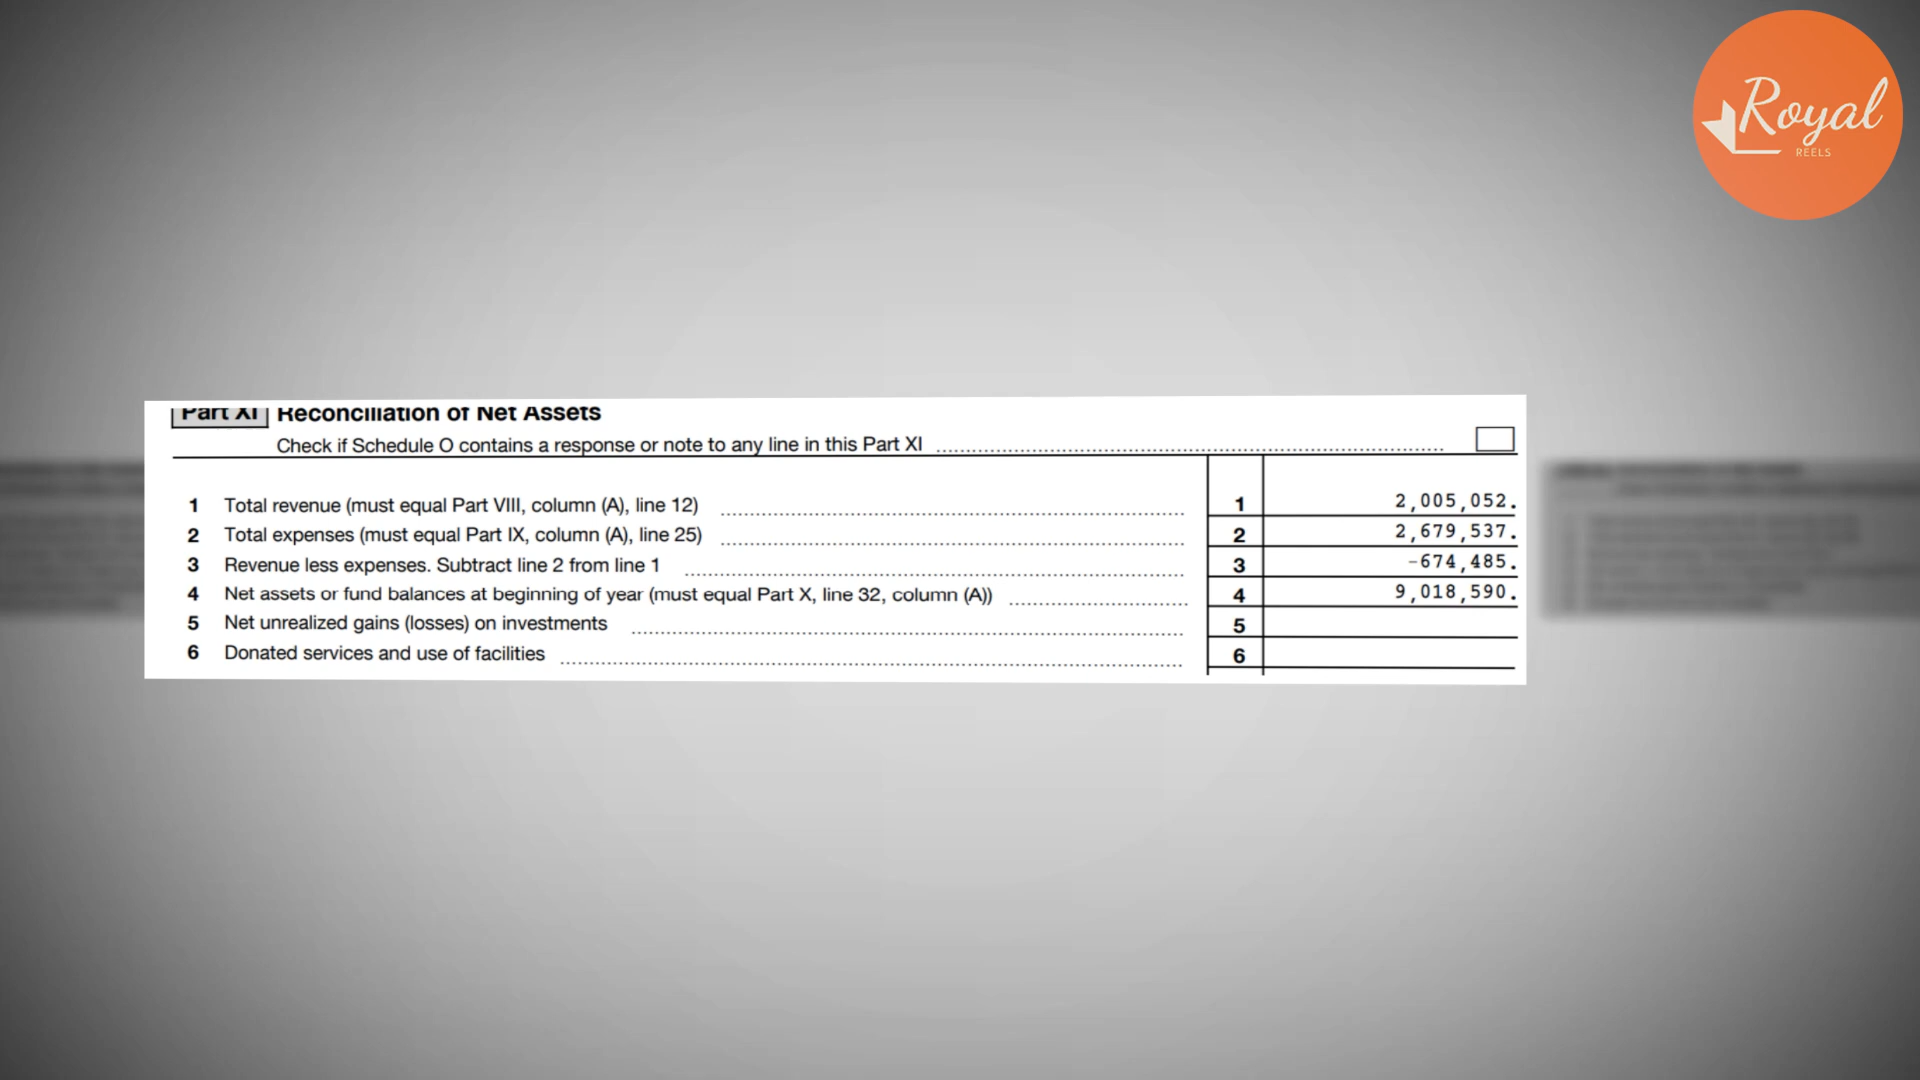 Royal
REELS
Part XI Reconciliation of Net Assets
Check if Schedule O contains a response or note to any line in this Part XI
1 Total revenue (must equal Part VIII, column (A), line 12) 1 2,005,052.
2 Total expenses (must equal Part IX, column (A), line 25) 2 2,679,537.
3 Revenue less expenses. Subtract line 2 from line 1 3 -674,485.
4 Net assets or fund balances at beginning of year (must equal Part X, line 32, column (A)) 4 9,018,590.
5 Net unrealized gains (losses) on investments 5
6 Donated services and use of facilities 6